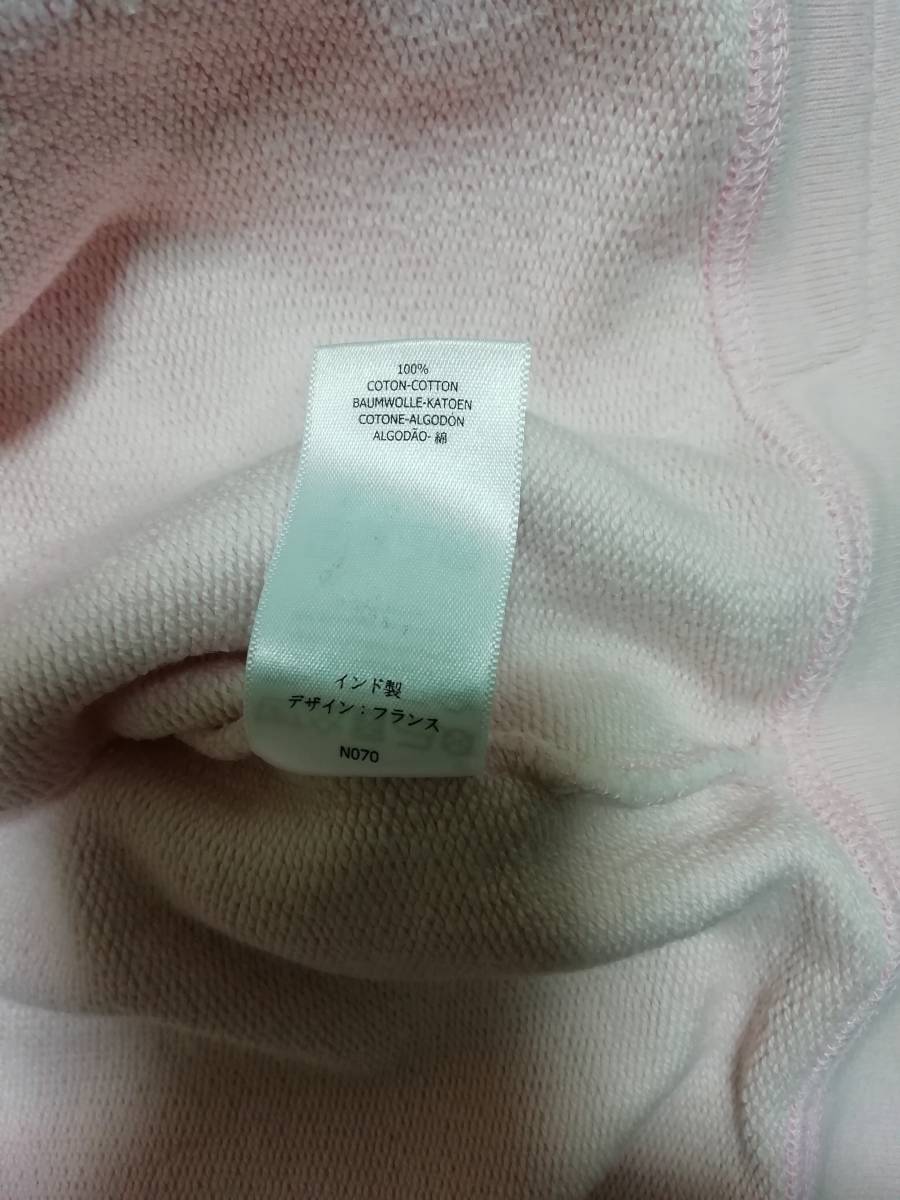 100%
COTON-COTTON
BAUMWOLLE-KATOEN
COTONE-ALGODÓN
ALGODÃO- 綿
インド製
デザイン：フランス
N070